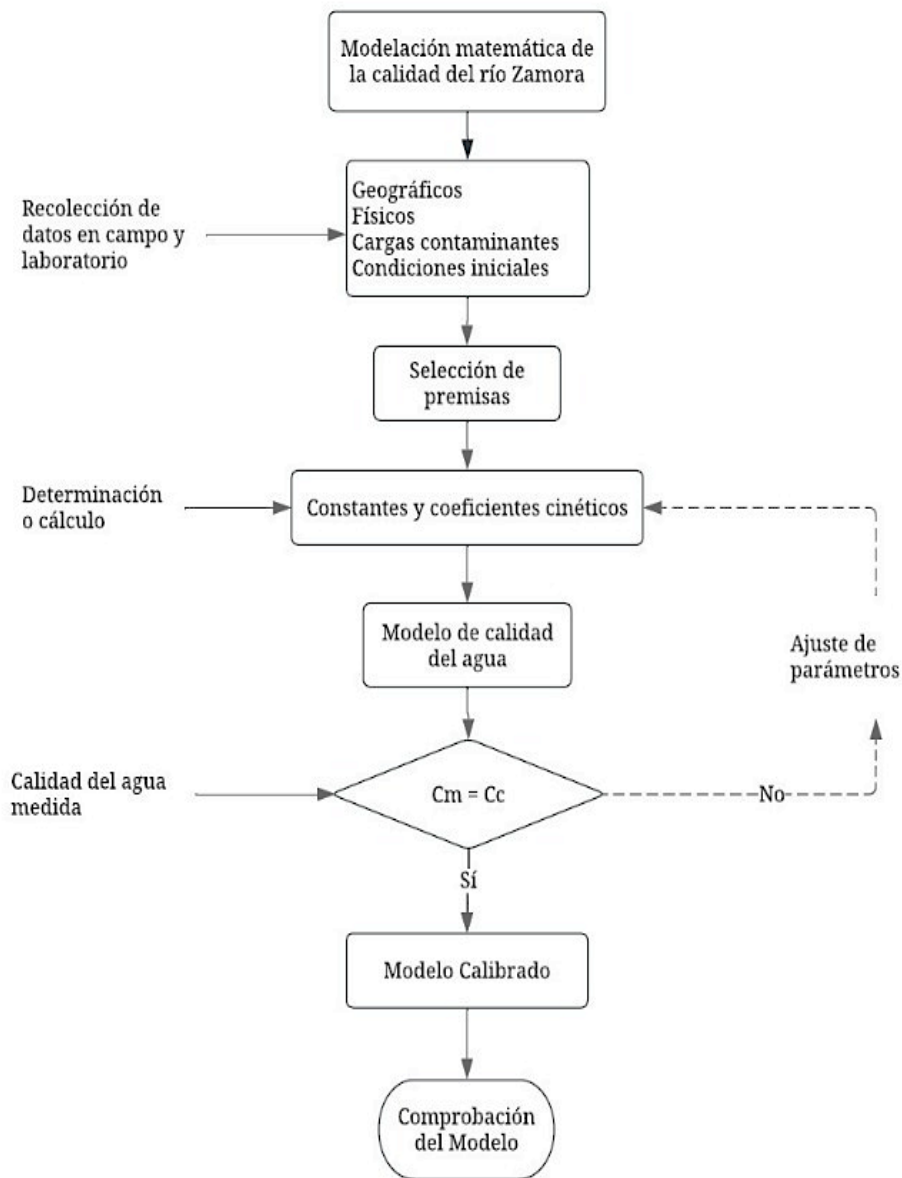 Modelación matemática de
la calidad del río Zamora
Recolección de
datos en campo y
laboratorio
Geográficos
Físicos
Cargas contaminantes
Condiciones iniciales
Selección de
premisas
Determinación
o cálculo
Constantes y coeficientes cinéticos
Modelo de calidad
del agua
Ajuste de
parámetros
Calidad del agua
medida
Cm = Cc
No
Sí
Modelo Calibrado
Comprobación
del Modelo